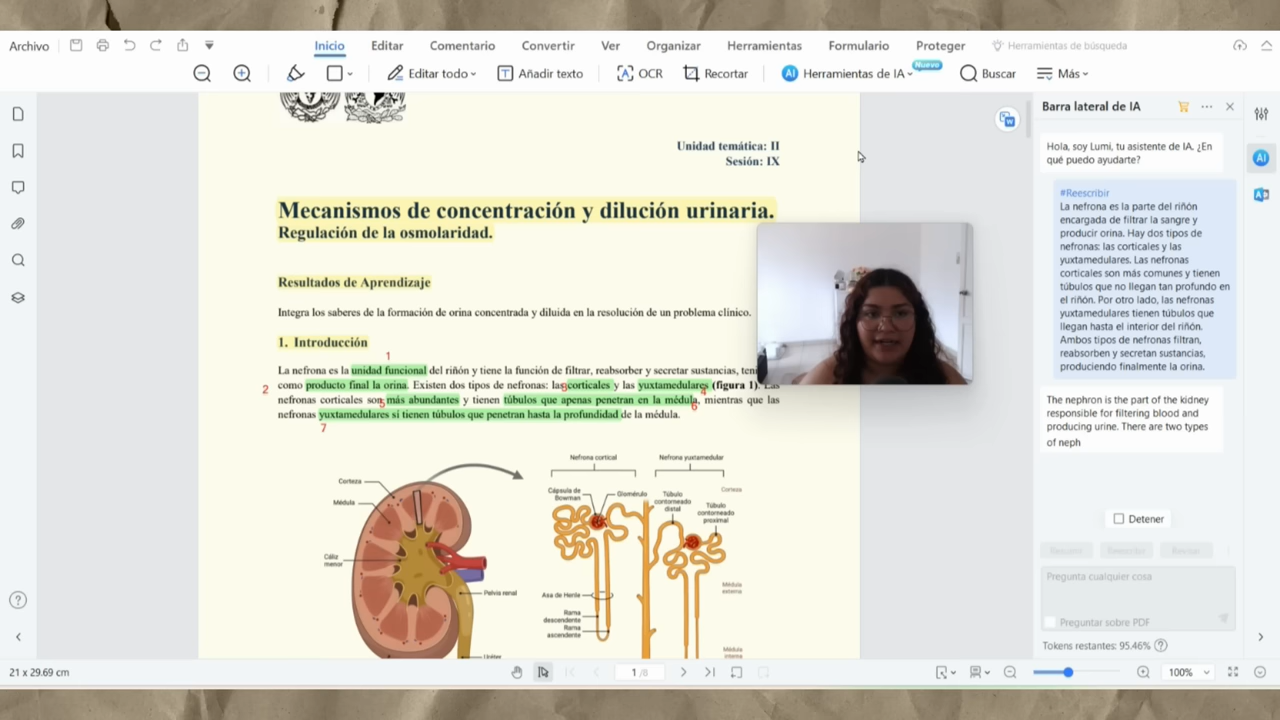 Archivo
Inicio
Editar
Comentario
Convertir
Ver
Organizar
Herramientas
Formulario
Proteger
Herramientas de búsqueda
Editar todo
Añadir texto
OCR
Recortar
AI Herramientas de IA
Nuevo
Buscar
Más
Unidad temática: II
Sesión: IX
Mecanismos de concentración y dilución urinaria.
Regulación de la osmolaridad.
Resultados de Aprendizaje
Integra los saberes de la formación de orina concentrada y diluida en la resolución de un problema clínico.
1. Introducción
1
La nefrona es la unidad funcional del riñón y tiene la función de filtrar, reabsorber y secretar sustancias, ten
2
como producto final la orina. Existen dos tipos de nefronas: las corticales y las yuxtamedulares (figura 1). Las
nefronas corticales son más abundantes y tienen túbulos que apenas penetran en la médula, mientras que las
nefronas yuxtamedulares si tienen túbulos que penetran hasta la profundidad de la médula.
3
4
5
6
7
Corteza
Médula
Cáliz menor
Pelvis renal
Uréter
Nefrona cortical
Nefrona yuxtamedular
Cápsula de
Bowman
Glomérulo
Túbulo
contorneado
distal
Túbulo
contorneado
proximal
Corteza
Médula
externa
Asa de Henle
Rama
descendente
Rama
ascendente
Médula
interna
Barra lateral de IA
Hola, soy Lumi, tu asistente de IA. ¿En
qué puedo ayudarte?
#Reescribir
La nefrona es la parte del riñón
encargada de filtrar la sangre y
producir orina. Hay dos tipos de
nefronas: las corticales y las
yuxtamedulares. Las nefronas
corticales son más comunes y tienen
túbulos que no llegan tan profundo en
el riñón. Por otro lado, las nefronas
yuxtamedulares tienen túbulos que
llegan hasta el interior del riñón.
Ambos tipos de nefronas filtran,
reabsorben y secretan sustancias,
produciendo finalmente la orina.
The nephron is the part of the kidney
responsible for filtering blood and
producing urine. There are two types
of neph
Detener
Pregunta cualquier cosa
Preguntar sobre PDF
Tokens restantes: 95.46%
AI
21 x 29.69 cm
1 /8
100%